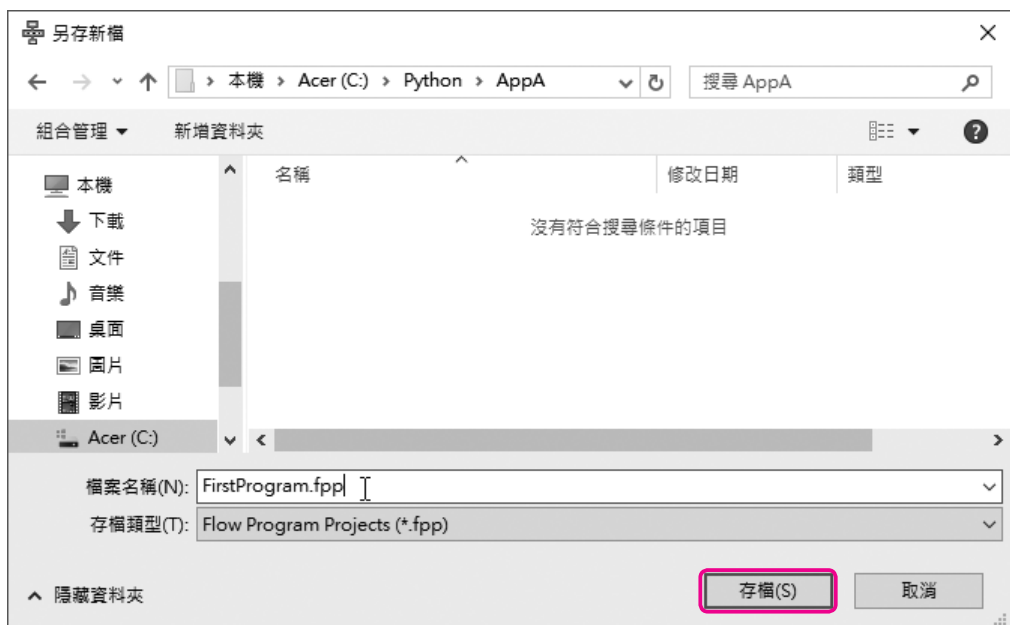 另存新檔
本機 > Acer (C:) > Python > AppA 搜尋 AppA
組合管理 新增資料夾
名稱 修改日期 類型
沒有符合搜尋條件的項目
本機
下載
文件
音樂
桌面
圖片
影片
Acer (C:)
檔案名稱(N): FirstProgram.fpp
存檔類型(T): Flow Program Projects (*.fpp)
隱藏資料夾 存檔(S) 取消